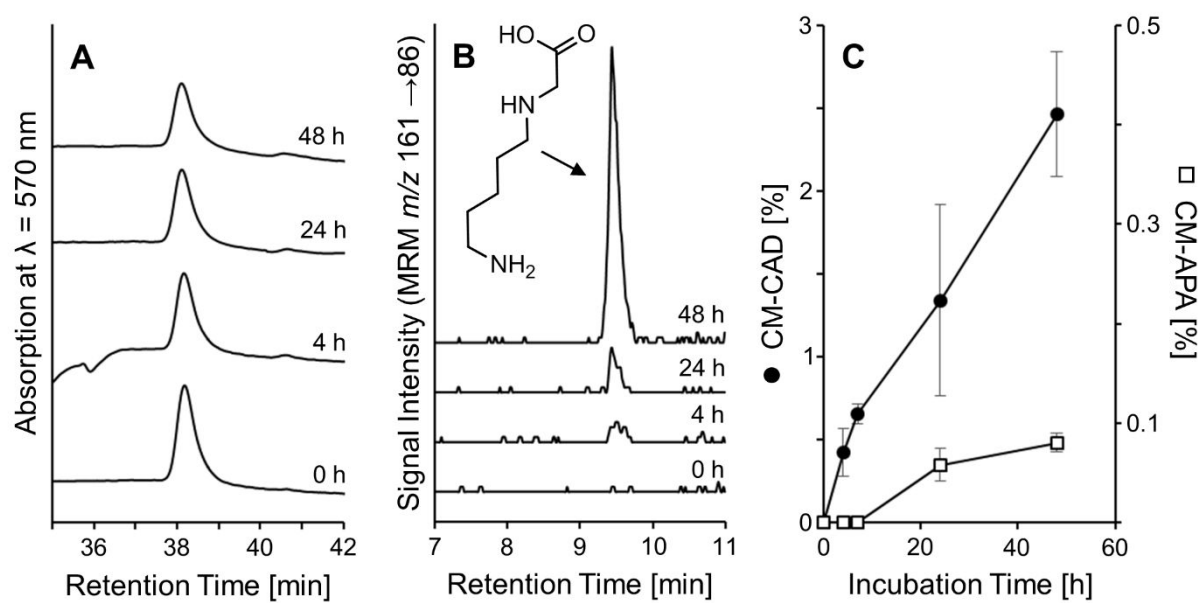 A
Absorption at λ = 570 nm
48 h
24 h
4 h
0 h
36
38
40
42
Retention Time [min]
B
Signal Intensity (MRM m/z 161 →86)
HO
O
HN
NH2
48 h
24 h
4 h
0 h
7
8
9
10
11
Retention Time [min]
C
CM-CAD [%]
3
2
1
0
0.5
0.3
0.1
CM-APA [%]
0
20
40
60
Incubation Time [h]